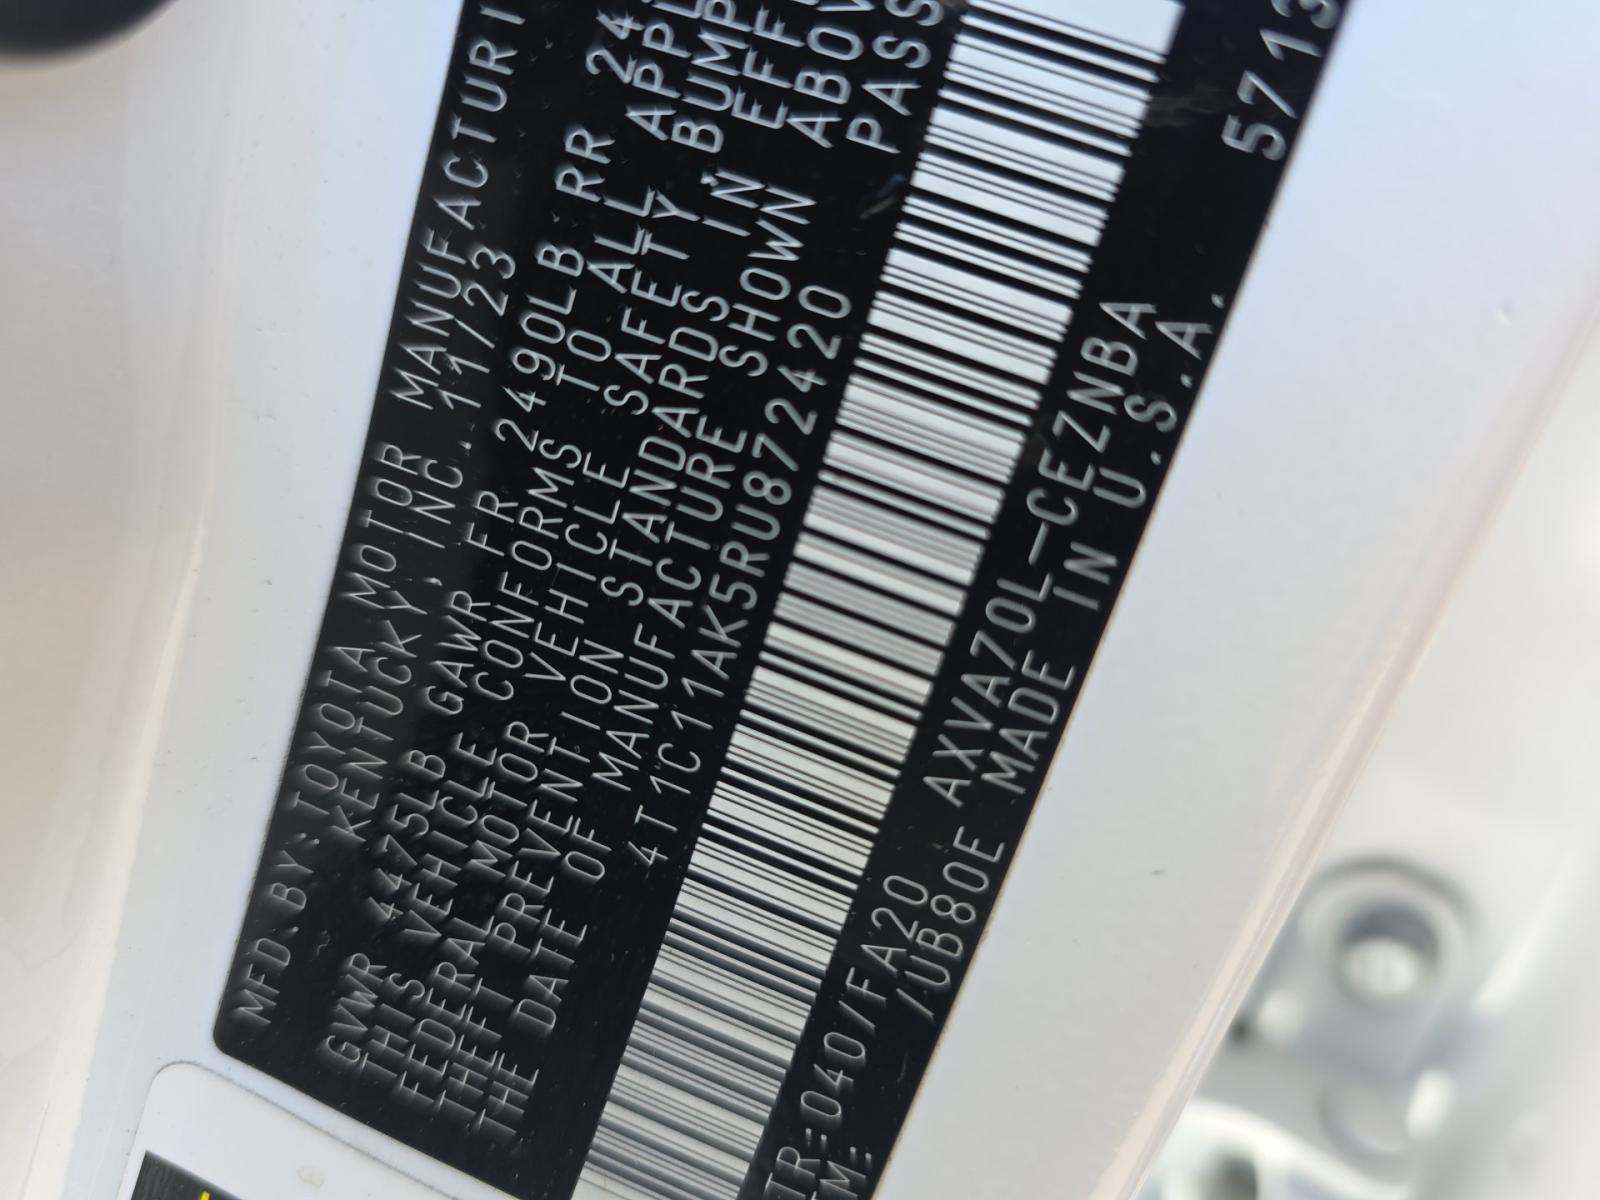 MFD.BY:TOYOTA MOTOR MANUFACTURI
KENTUCKY, INC. 11/23
GVWR 4475LB GAWR FR 2490LB RR 24
THIS VEHICLE CONFORMS TO ALL APPL
FEDERAL MOTOR VEHICLE SAFETY BUMP
THEFT PREVENTION STANDARDS IN EFF
THE DATE OF MANUFACTURE SHOWN ABOV
4T1C11AK5RU872420 PASS
TR:040/FA20 AXVA70L-CEZNBA 5713
M: /UB80E MADE IN U.S.A.